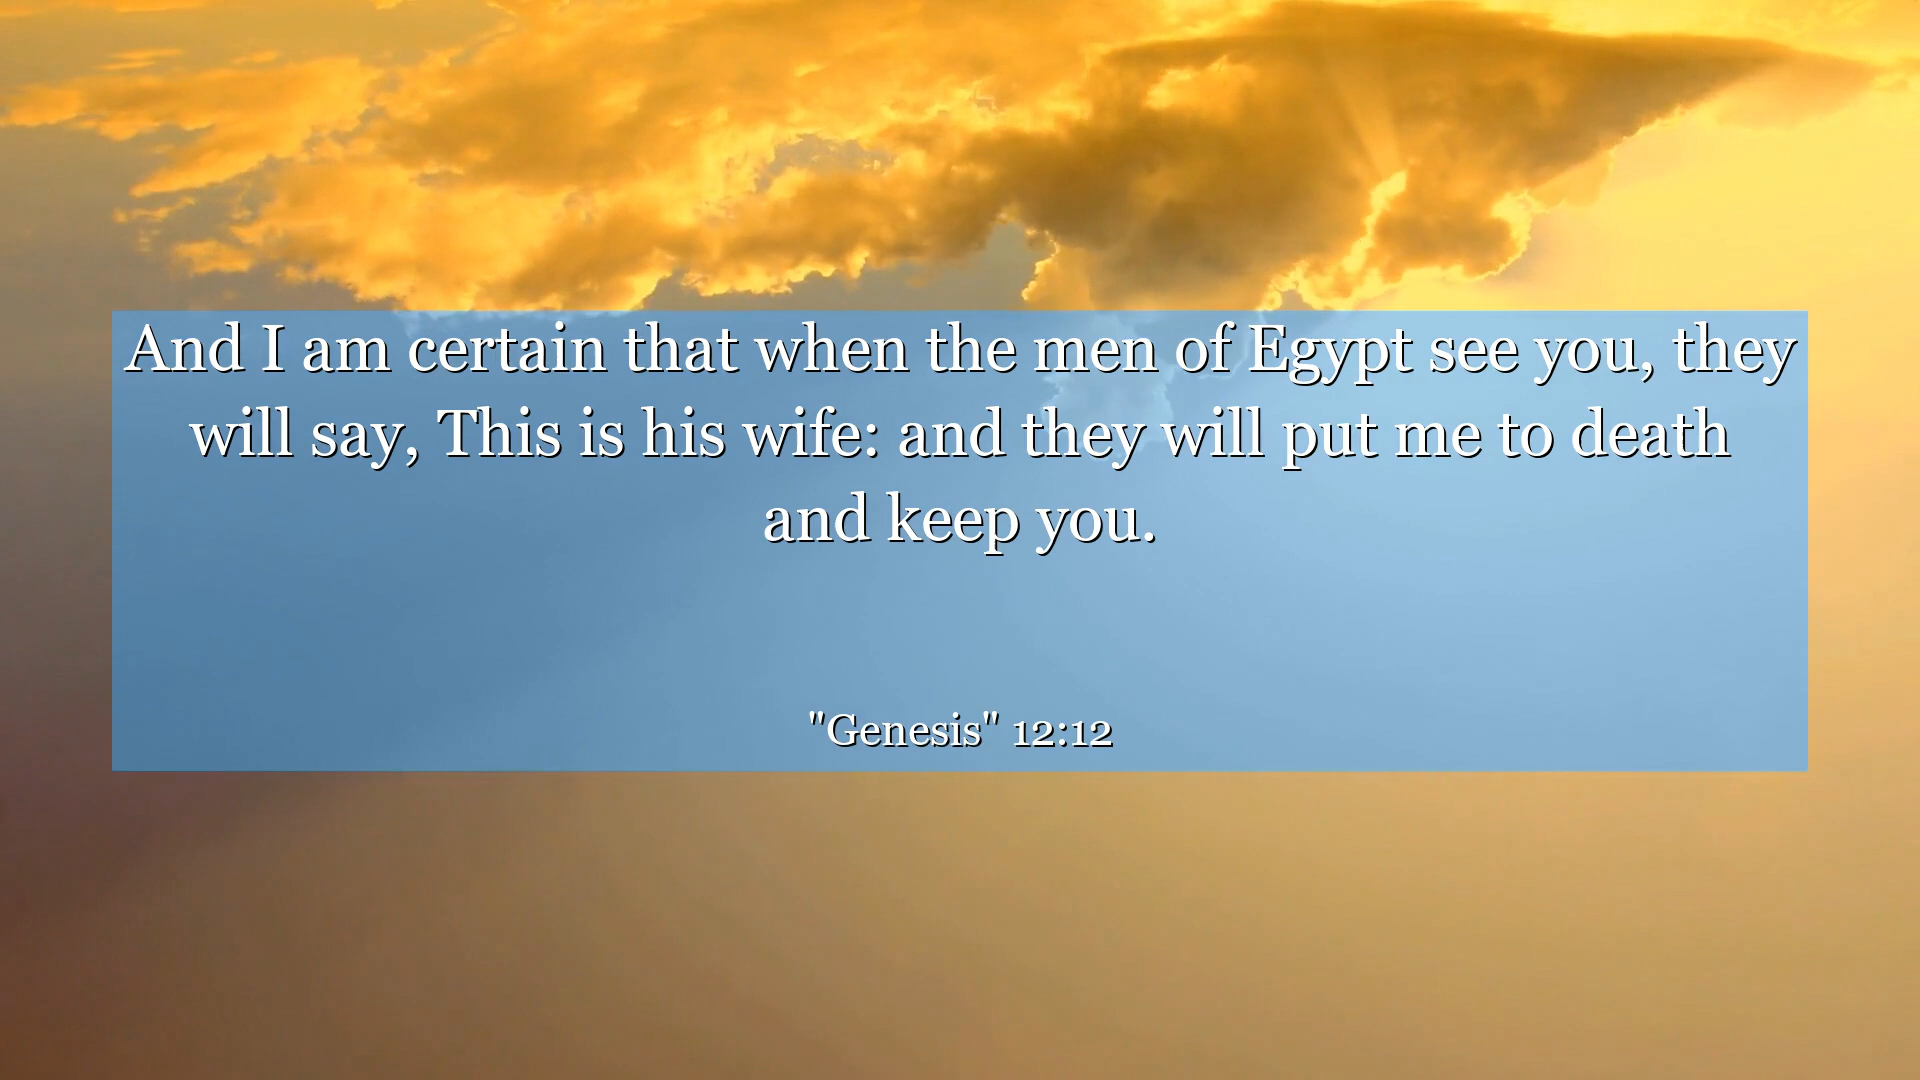 And I am certain that when the men of Egypt see you, they
will say, This is his wife: and they will put me to death
and keep you.
"Genesis" 12:12